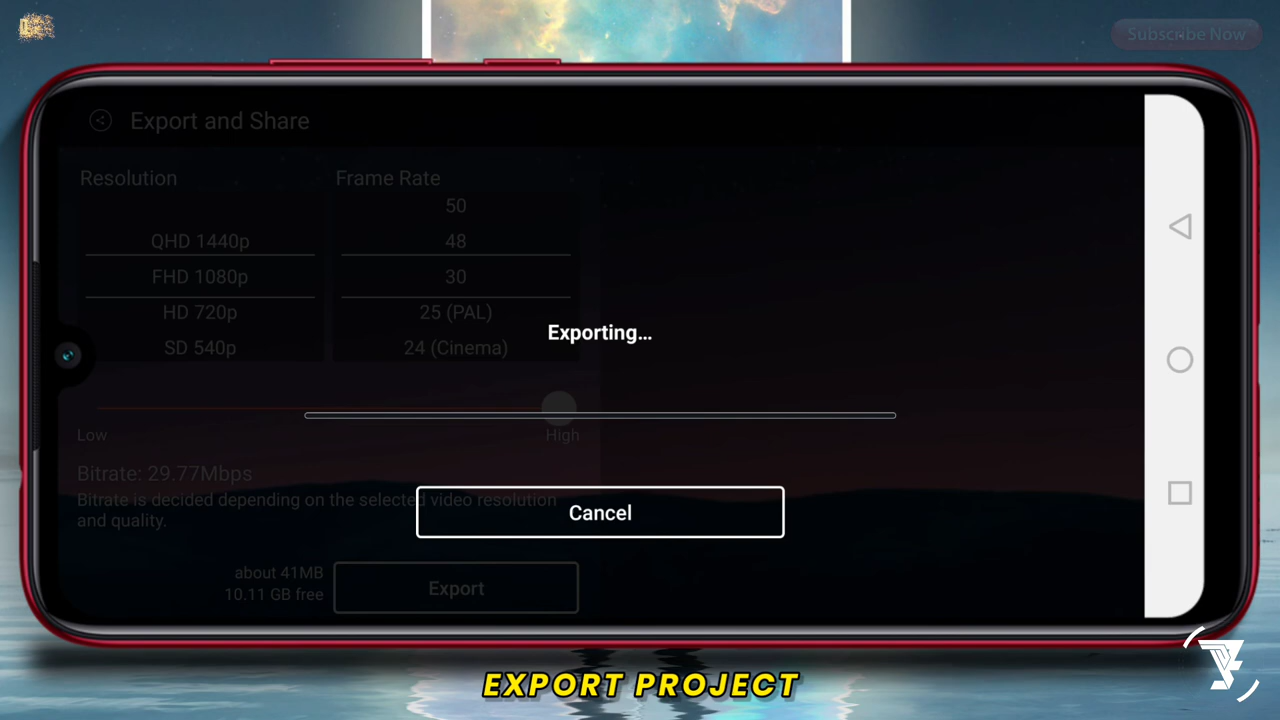 Subscribe Now
Export and Share
Resolution
Frame Rate
50
QHD 1440p
48
FHD 1080p
30
HD 720p
25 (PAL)
SD 540p
24 (Cinema)
Exporting...
Low
High
Bitrate: 29.77Mbps
Bitrate is decided depending on the selected video resolution
and quality.
Cancel
about 41MB
10.11 GB free
Export
EXPORT PROJECT